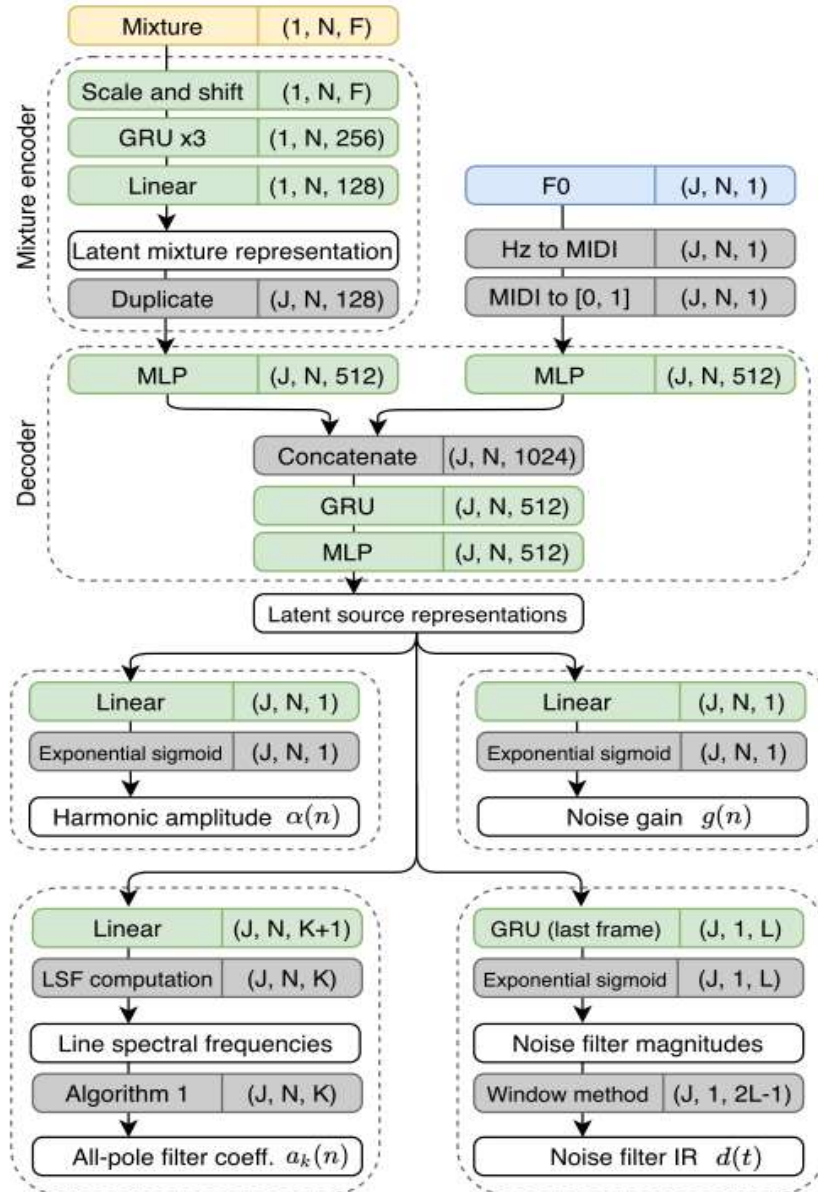 Mixture (1, N, F)
Mixture encoder
Scale and shift (1, N, F)
GRU x3 (1, N, 256)
Linear (1, N, 128)
Latent mixture representation
Duplicate (J, N, 128)
F0 (J, N, 1)
Hz to MIDI (J, N, 1)
MIDI to [0, 1] (J, N, 1)
Decoder
MLP (J, N, 512)
MLP (J, N, 512)
Concatenate (J, N, 1024)
GRU (J, N, 512)
MLP (J, N, 512)
Latent source representations
Linear (J, N, 1)
Exponential sigmoid (J, N, 1)
Harmonic amplitude α(n)
Linear (J, N, 1)
Exponential sigmoid (J, N, 1)
Noise gain g(n)
Linear (J, N, K+1)
LSF computation (J, N, K)
Line spectral frequencies
Algorithm 1 (J, N, K)
All-pole filter coeff. aₖ(n)
GRU (last frame) (J, 1, L)
Exponential sigmoid (J, 1, L)
Noise filter magnitudes
Window method (J, 1, 2L-1)
Noise filter IR d(t)